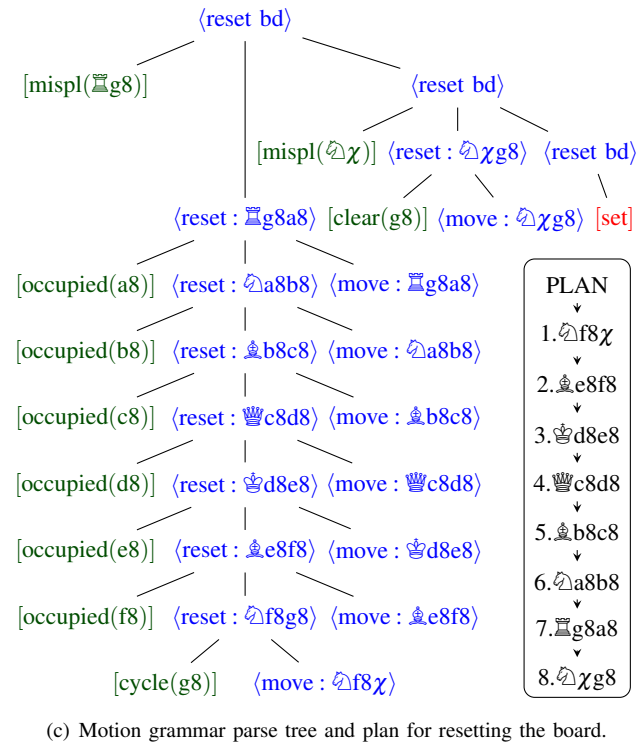 ⟨reset bd⟩
[mispl(♖g8)] ⟨reset bd⟩
[mispl(♘χ)] ⟨reset : ♘χg8⟩ ⟨reset bd⟩
⟨reset : ♖g8a8⟩ [clear(g8)] ⟨move : ♘χg8⟩ [set]
[occupied(a8)] ⟨reset : ♘a8b8⟩ ⟨move : ♖g8a8⟩
[occupied(b8)] ⟨reset : ♗b8c8⟩ ⟨move : ♘a8b8⟩
[occupied(c8)] ⟨reset : ♕c8d8⟩ ⟨move : ♗b8c8⟩
[occupied(d8)] ⟨reset : ♔d8e8⟩ ⟨move : ♕c8d8⟩
[occupied(e8)] ⟨reset : ♗e8f8⟩ ⟨move : ♔d8e8⟩
[occupied(f8)] ⟨reset : ♘f8g8⟩ ⟨move : ♗e8f8⟩
[cycle(g8)] ⟨move : ♘f8χ⟩
PLAN
1.♘f8χ
2.♗e8f8
3.♔d8e8
4.♕c8d8
5.♗b8c8
6.♘a8b8
7.♖g8a8
8.♘χg8
(c) Motion grammar parse tree and plan for resetting the board.